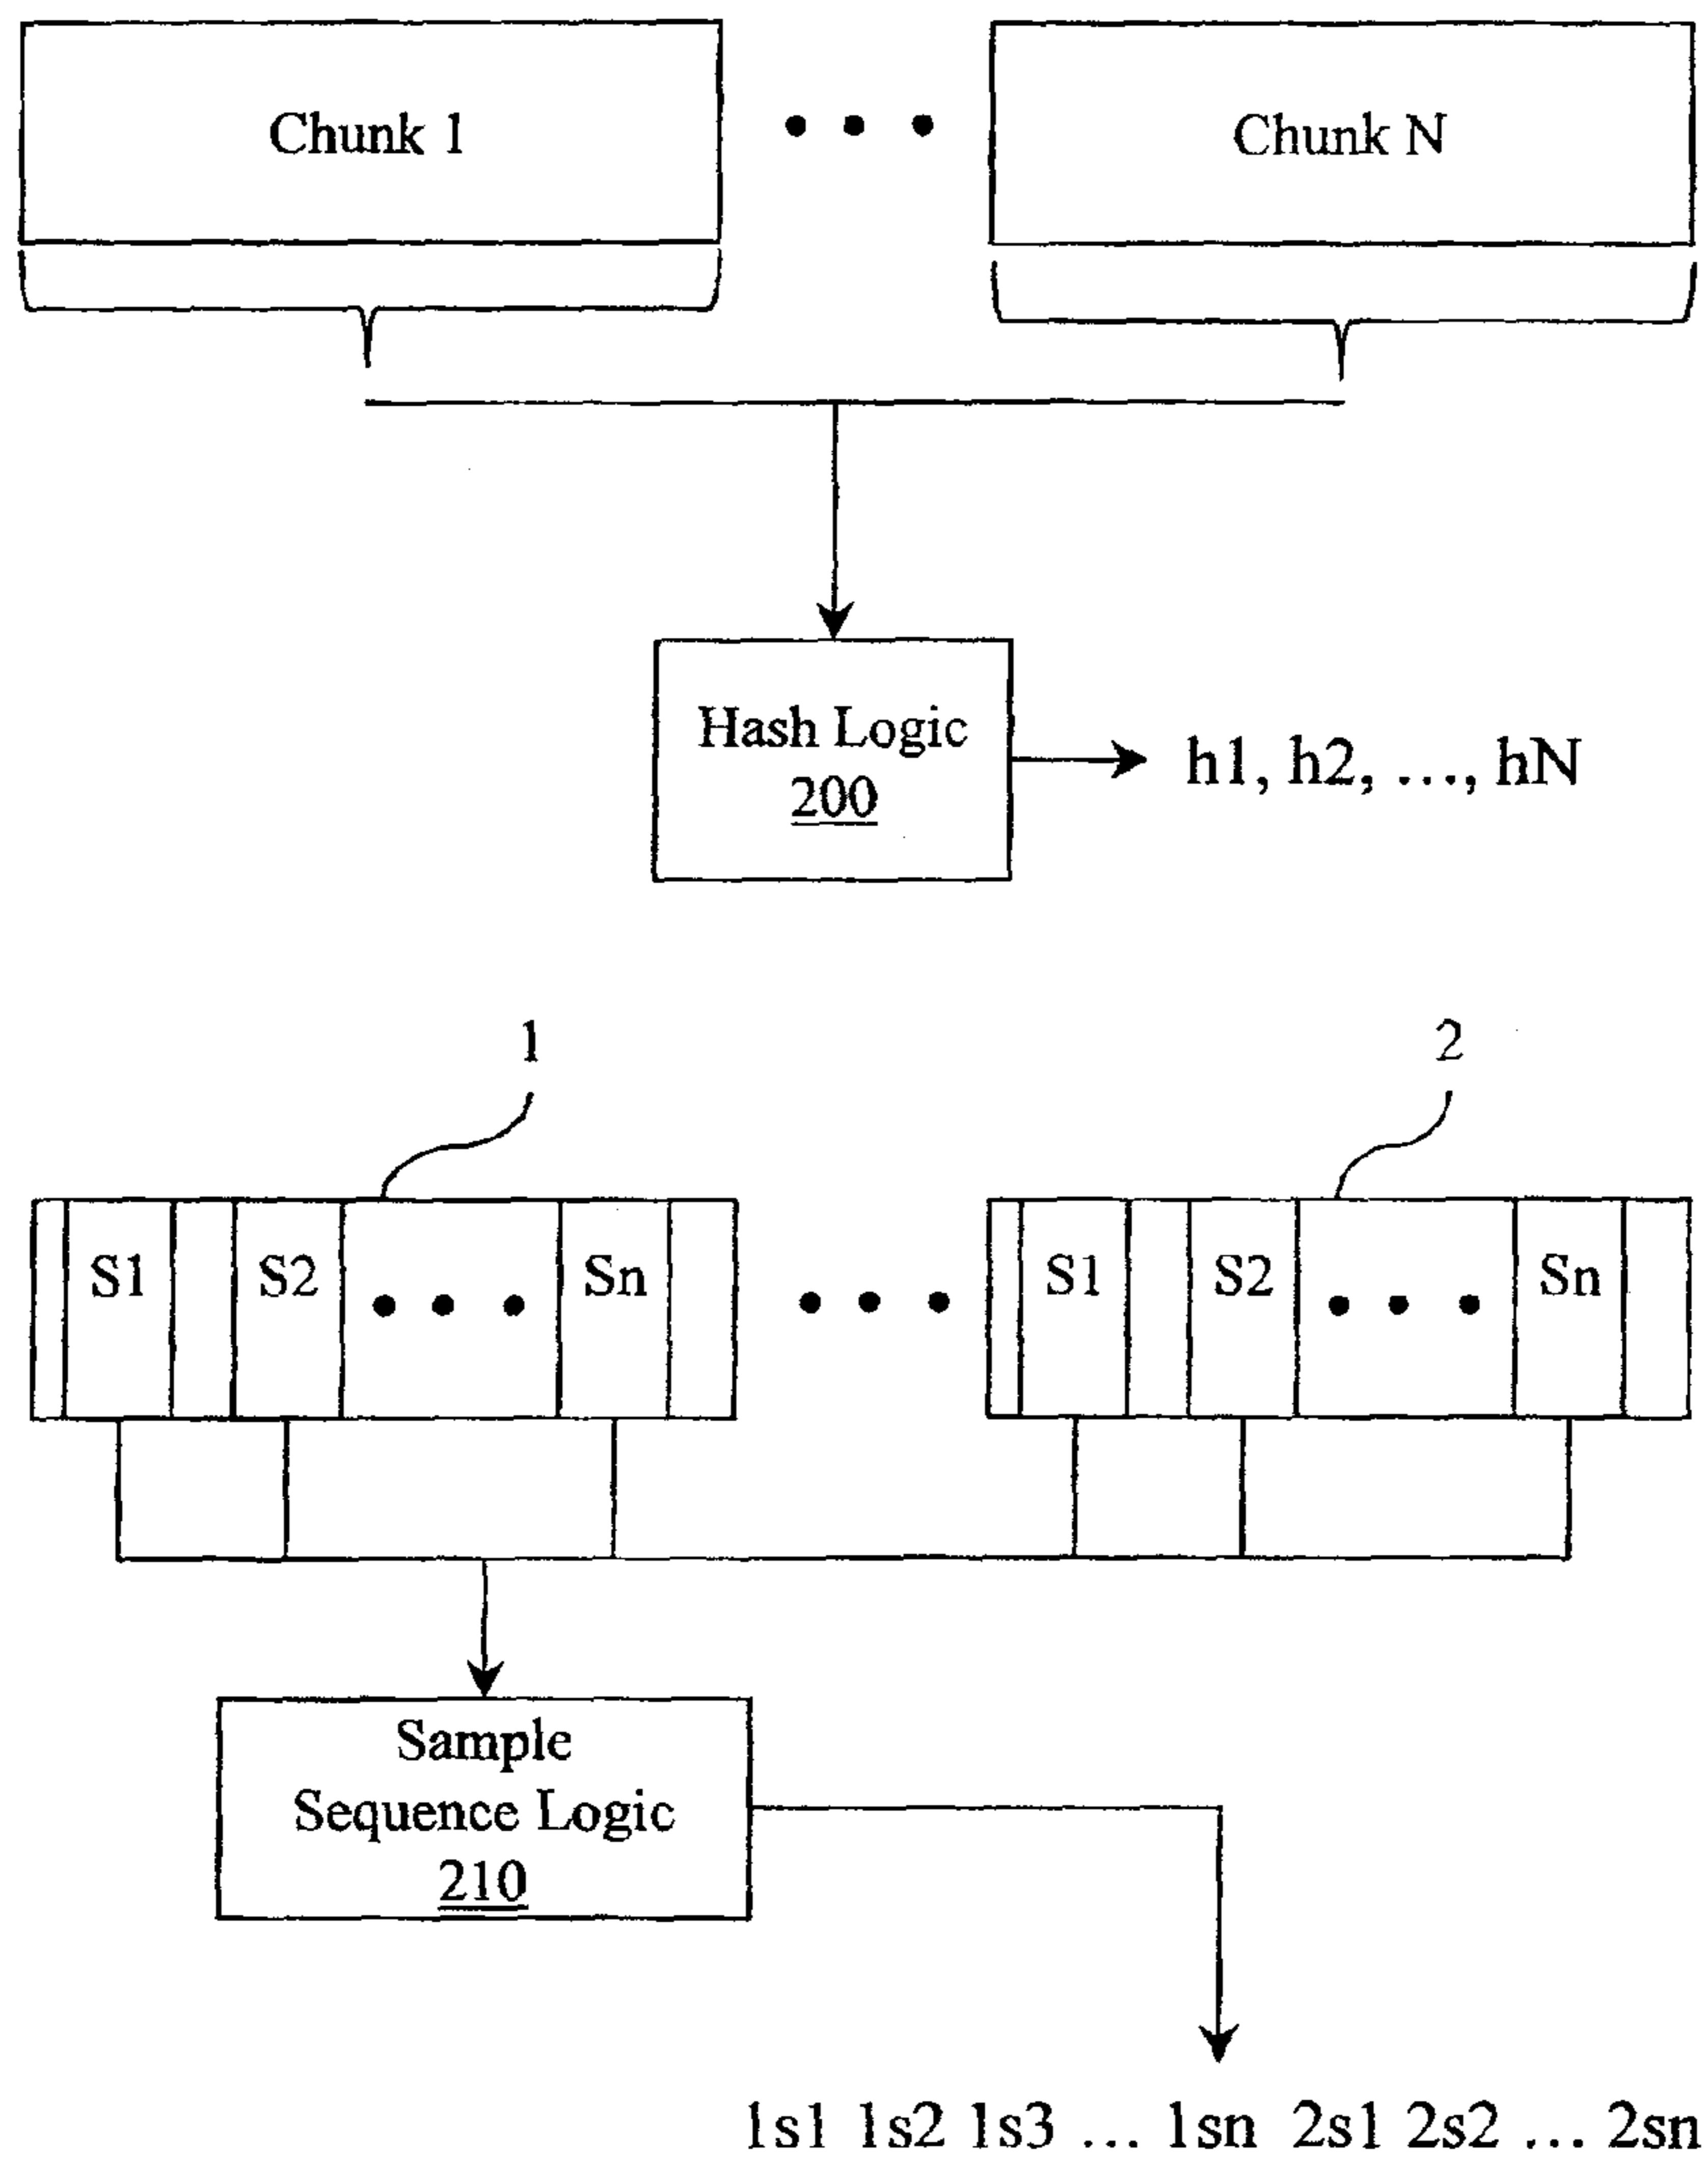 Chunk 1
Chunk N
Hash Logic
200
h1, h2, ..., hN
1
2
S1 S2 Sn
S1 S2 Sn
Sample
Sequence Logic
210
1s1 1s2 1s3 ... 1sn 2s1 2s2 ... 2sn